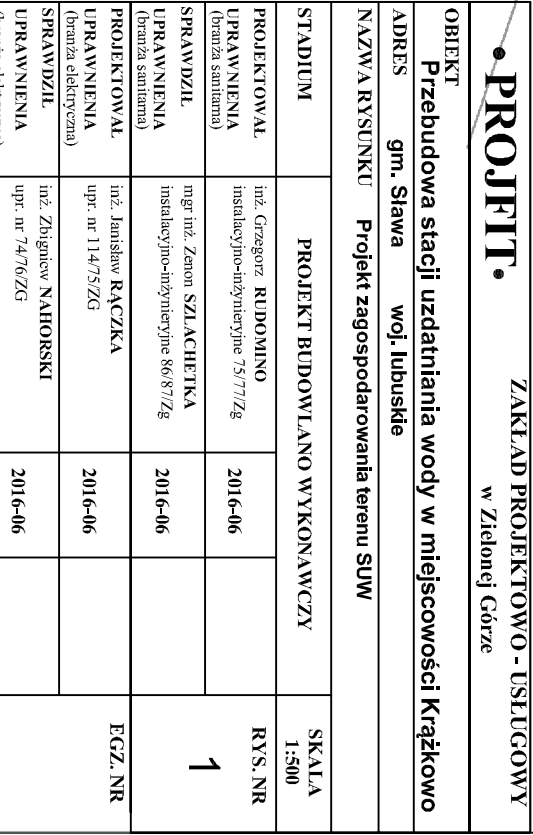 • PROJFIT •
ZAKŁAD PROJEKTOWO - USŁUGOWY
w Zielonej Górze
OBIEKT
Przebudowa stacji uzdatniania wody w miejscowości Krążkowo
ADRES gm. Sława woj. lubuskie
NAZWA RYSUNKU Projekt zagospodarowania terenu SUW
STADIUM
PROJEKT BUDOWLANO WYKONAWCZY
SKALA
1:500
PROJEKTOWAŁ
UPRAWNIENIA
(branża sanitarna)
inż. Grzegorz RUDOMINO
instalacyjno-inżynieryjne 75/77/Zg
2016-06
RYS. NR
1
SPRAWDZIŁ
UPRAWNIENIA
(branża sanitarna)
mgr inż. Zenon SZLACHETKA
instalacyjno-inżynieryjne 86/87/Zg
2016-06
PROJEKTOWAŁ
UPRAWNIENIA
(branża elektryczna)
inż. Janisław RĄCZKA
upr. nr 114/75/ZG
2016-06
EGZ. NR
SPRAWDZIŁ
UPRAWNIENIA
inż. Zbigniew NAHORSKI
upr. nr 74/76/ZG
2016-06